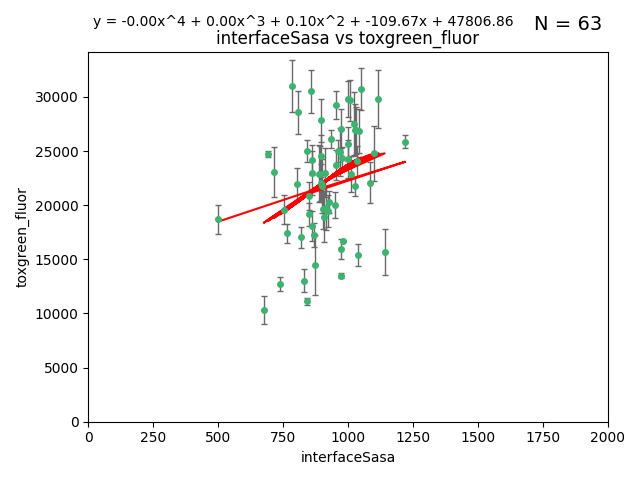 y = -0.00x^4 + 0.00x^3 + 0.10x^2 + -109.67x + 47806.86
N = 63
interfaceSasa vs toxgreen_fluor
30000
25000
20000
15000
10000
5000
0
toxgreen_fluor
0 250 500 750 1000 1250 1500 1750 2000
interfaceSasa